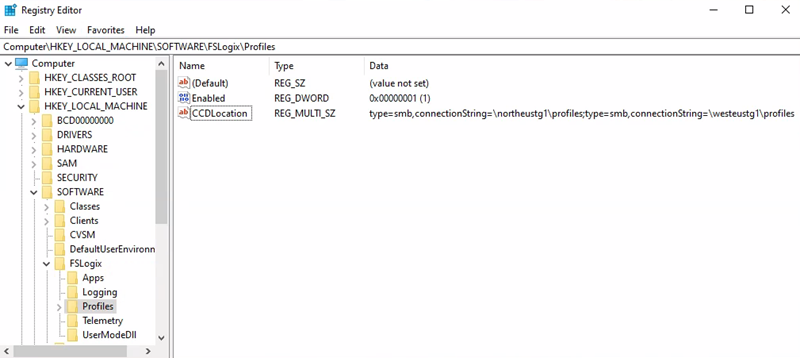 Registry Editor
File Edit View Favorites Help
Computer\HKEY_LOCAL_MACHINE\SOFTWARE\FSLogix\Profiles
Computer
HKEY_CLASSES_ROOT
HKEY_CURRENT_USER
HKEY_LOCAL_MACHINE
BCD00000000
DRIVERS
HARDWARE
SAM
SECURITY
SOFTWARE
Classes
Clients
CVSM
DefaultUserEnvironm
FSLogix
Apps
Logging
Profiles
Telemetry
UserModeDll
Name Type Data
(Default) REG_SZ (value not set)
Enabled REG_DWORD 0x00000001 (1)
CCDLocation REG_MULTI_SZ type=smb,connectionString=\northeustg1\profiles;type=smb,connectionString=\westeustg1\profiles